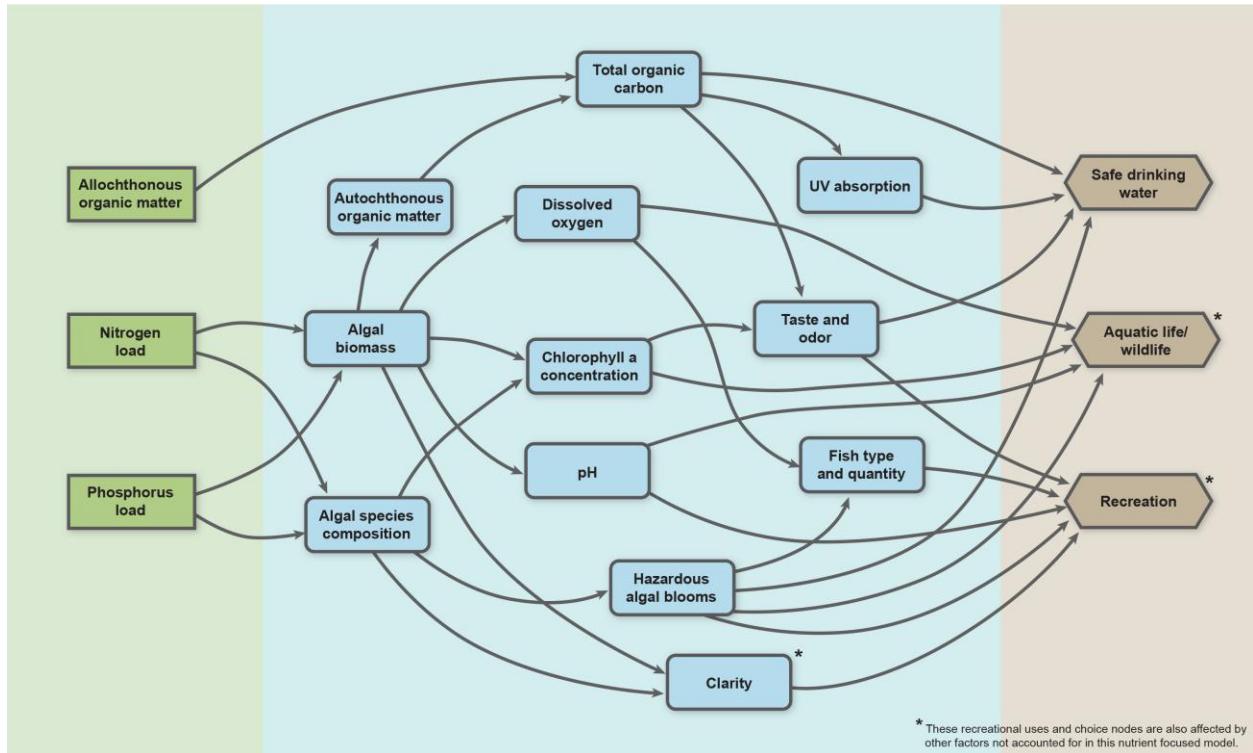 Total organic
carbon
Allochthonous
organic matter
Autochthonous
organic matter
Dissolved
oxygen
UV absorption
Safe drinking
water
Nitrogen
load
Algal
biomass
Chlorophyll a
concentration
Taste and
odor
Aquatic life/
wildlife
*
Phosphorus
load
Algal species
composition
pH
Fish type
and quantity
Recreation
*
Hazardous
algal blooms
Clarity
*
* These recreational uses and choice nodes are also affected by
other factors not accounted for in this nutrient focused model.